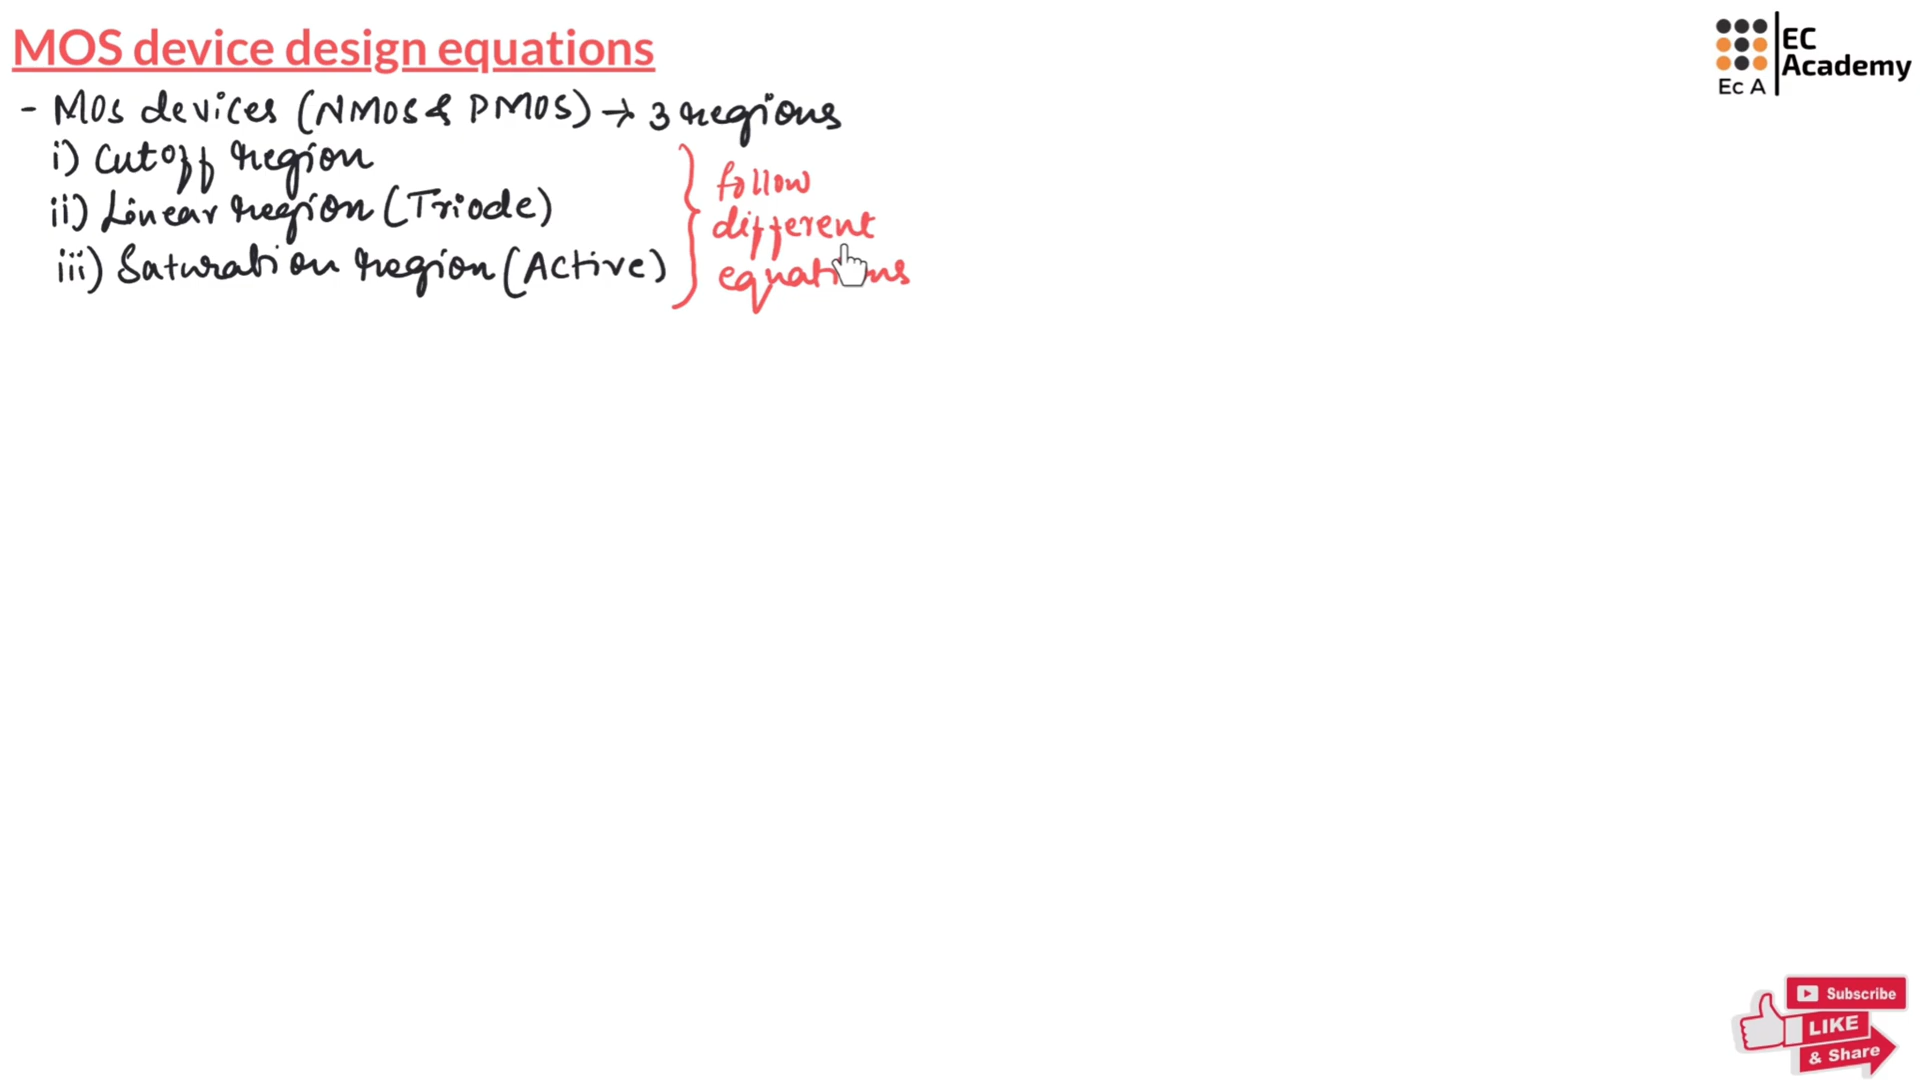 MOS device design equations
EC
Academy
Ec A
- MOS devices (NMOS & PMOS) → 3 regions
i) Cutoff region
ii) Linear region (Triode)
iii) Saturation region (Active)
follow
different
equations
Subscribe
LIKE
& Share